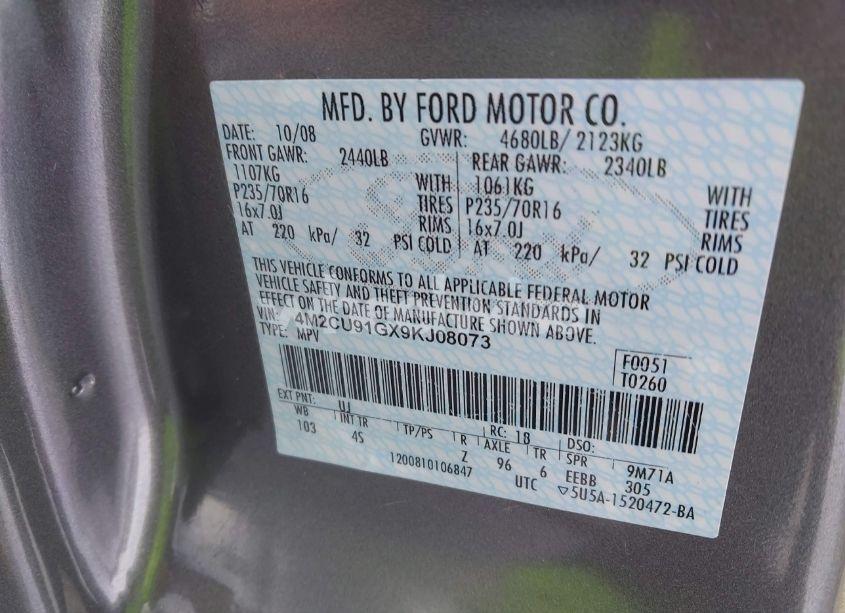 MFD. BY FORD MOTOR CO.
DATE: 10/08 GVWR: 4680LB/ 2123KG
FRONT GAWR: 2440LB REAR GAWR: 2340LB
1107KG WITH 1061KG WITH
P235/70R16 TIRES P235/70R16 TIRES
16x7.0J RIMS 16x7.0J RIMS
AT 220 kPa/ 32 PSI COLD AT 220 kPa/ 32 PSI COLD
THIS VEHICLE CONFORMS TO ALL APPLICABLE FEDERAL MOTOR
VEHICLE SAFETY AND THEFT PREVENTION STANDARDS IN
EFFECT ON THE DATE OF MANUFACTURE SHOWN ABOVE.
VIN: 4M2CU91GX9KJ08073
TYPE: MPV
F0051
T0260
EXT PNT: UJ RC: 18 DSO:
WB INT TR TP/PS R AXLE TR SPR 9M71A
103 4S Z 96 6 EEBB 305
1200810106847 UTC ▽5U5A-1520472-BA